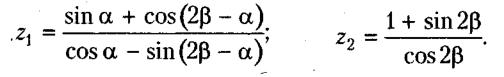 .z₁ = (sin α + cos(2β − α)) / (cos α − sin(2β − α)); z₂ = (1 + sin 2β) / (cos 2β).